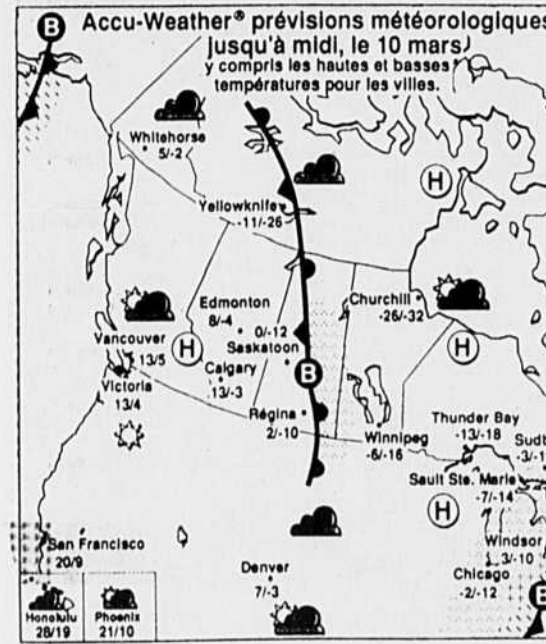 B
Accu-Weather® prévisions météorologiques
Jusqu'à midi, le 10 mars
y compris les hautes et basses
températures pour les villes.
Whitehorse
5/-2
H
Yellowknife
-11/-26
Edmonton
8/-4
0/-12
Churchill
-26/-32
Vancouver
13/5
H
Saskatoon
H
Calgary
13/-3
B
Victoria
13/4
Régina
2/-10
Winnipeg
-6/-16
Thunder Bay
-13/-18
Sudb
-3/-1
Sault Ste. Marie
-7/-14
H
San Francisco
20/9
Windsor
3/-10
Denver
7/-3
Chicago
-2/-12
B
Honolulu
28/19
Phoenix
21/10